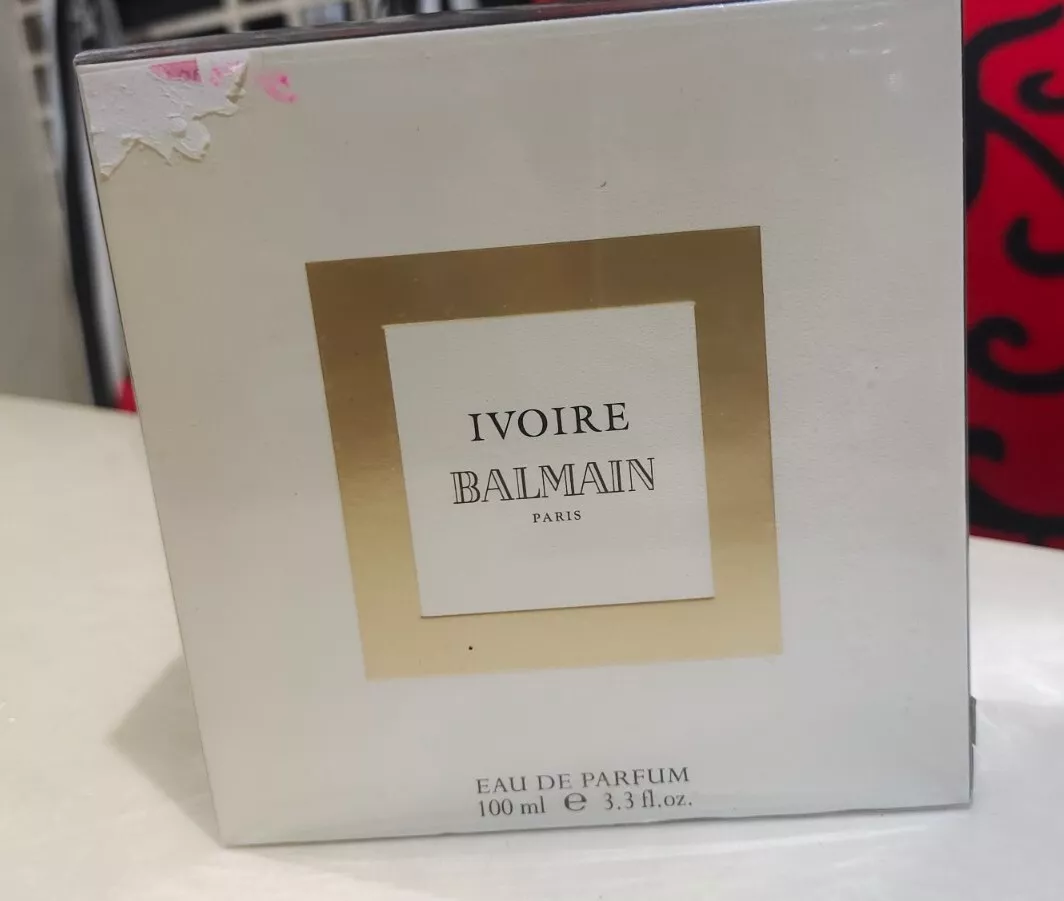 IVOIRE
BALMAIN
PARIS
EAU DE PARFUM
100 ml ℮ 3.3 fl.oz.